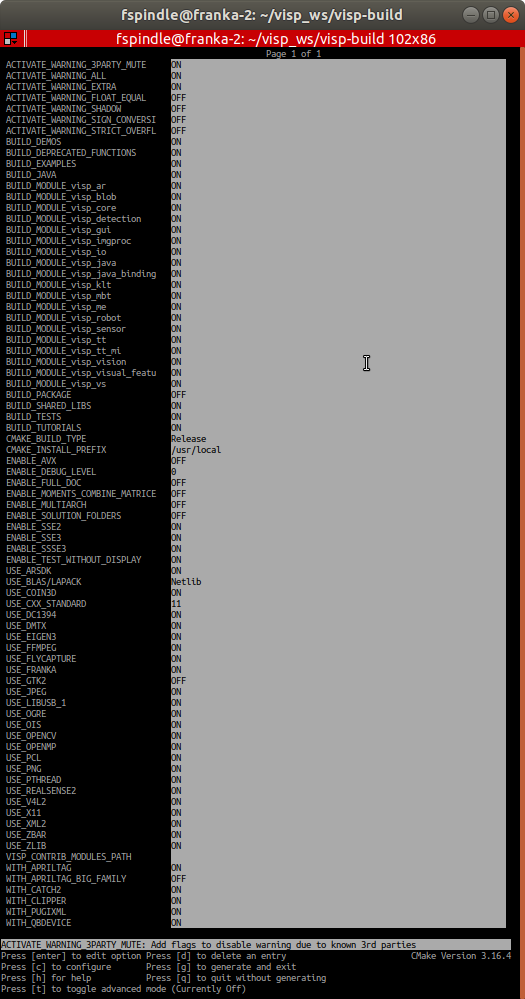 fspindle@franka-2: ~/visp_ws/visp-build
fspindle@franka-2: ~/visp_ws/visp-build 102x86
Page 1 of 1
ACTIVATE_WARNING_3PARTY_MUTE ON
ACTIVATE_WARNING_ALL ON
ACTIVATE_WARNING_EXTRA ON
ACTIVATE_WARNING_FLOAT_EQUAL OFF
ACTIVATE_WARNING_SHADOW OFF
ACTIVATE_WARNING_SIGN_CONVERSI OFF
ACTIVATE_WARNING_STRICT_OVERFL OFF
BUILD_DEMOS ON
BUILD_DEPRECATED_FUNCTIONS ON
BUILD_EXAMPLES ON
BUILD_JAVA ON
BUILD_MODULE_visp_ar ON
BUILD_MODULE_visp_blob ON
BUILD_MODULE_visp_core ON
BUILD_MODULE_visp_detection ON
BUILD_MODULE_visp_gui ON
BUILD_MODULE_visp_imgproc ON
BUILD_MODULE_visp_io ON
BUILD_MODULE_visp_java ON
BUILD_MODULE_visp_java_binding ON
BUILD_MODULE_visp_klt ON
BUILD_MODULE_visp_mbt ON
BUILD_MODULE_visp_me ON
BUILD_MODULE_visp_robot ON
BUILD_MODULE_visp_sensor ON
BUILD_MODULE_visp_tt ON
BUILD_MODULE_visp_tt_mi ON
BUILD_MODULE_visp_vision ON
BUILD_MODULE_visp_visual_featu ON
BUILD_MODULE_visp_vs ON
BUILD_PACKAGE OFF
BUILD_SHARED_LIBS ON
BUILD_TESTS ON
BUILD_TUTORIALS ON
CMAKE_BUILD_TYPE Release
CMAKE_INSTALL_PREFIX /usr/local
ENABLE_AVX OFF
ENABLE_DEBUG_LEVEL 0
ENABLE_FULL_DOC OFF
ENABLE_MOMENTS_COMBINE_MATRICE OFF
ENABLE_MULTIARCH OFF
ENABLE_SOLUTION_FOLDERS OFF
ENABLE_SSE2 ON
ENABLE_SSE3 ON
ENABLE_SSSE3 ON
ENABLE_TEST_WITHOUT_DISPLAY ON
USE_ARSDK ON
USE_BLAS/LAPACK Netlib
USE_COIN3D ON
USE_CXX_STANDARD 11
USE_DC1394 ON
USE_DMTX ON
USE_EIGEN3 ON
USE_FFMPEG ON
USE_FLYCAPTURE ON
USE_FRANKA ON
USE_GTK2 OFF
USE_JPEG ON
USE_LIBUSB_1 ON
USE_OGRE ON
USE_OIS ON
USE_OPENCV ON
USE_OPENMP ON
USE_PCL ON
USE_PNG ON
USE_PTHREAD ON
USE_REALSENSE2 ON
USE_V4L2 ON
USE_X11 ON
USE_XML2 ON
USE_ZBAR ON
USE_ZLIB ON
VISP_CONTRIB_MODULES_PATH
WITH_APRILTAG ON
WITH_APRILTAG_BIG_FAMILY OFF
WITH_CATCH2 ON
WITH_CLIPPER ON
WITH_PUGIXML ON
WITH_QBDEVICE ON
ACTIVATE_WARNING_3PARTY_MUTE: Add flags to disable warning due to known 3rd parties
Press [enter] to edit option Press [d] to delete an entry CMake Version 3.16.4
Press [c] to configure Press [g] to generate and exit
Press [h] for help Press [q] to quit without generating
Press [t] to toggle advanced mode (Currently Off)